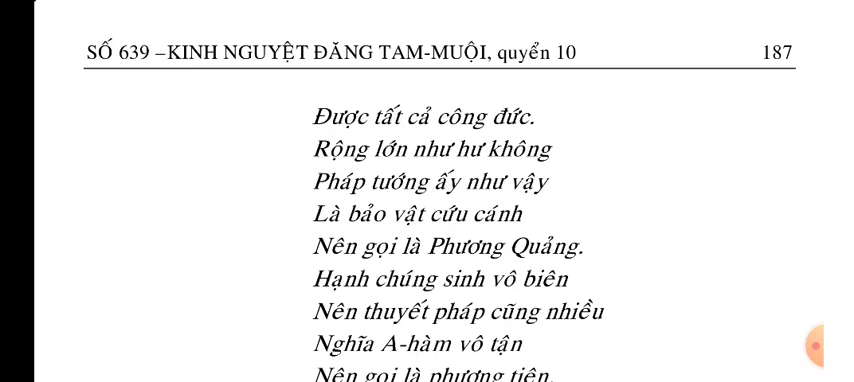 SỐ 639 –KINH NGUYỆT ĐĂNG TAM-MUỘI, quyển 10 187
Được tất cả công đức.
Rộng lớn như hư không
Pháp tướng ấy như vậy
Là bảo vật cứu cánh
Nên gọi là Phương Quảng.
Hạnh chúng sinh vô biên
Nên thuyết pháp cũng nhiều
Nghĩa A-hàm vô tận
Nên gọi là phương tiện.